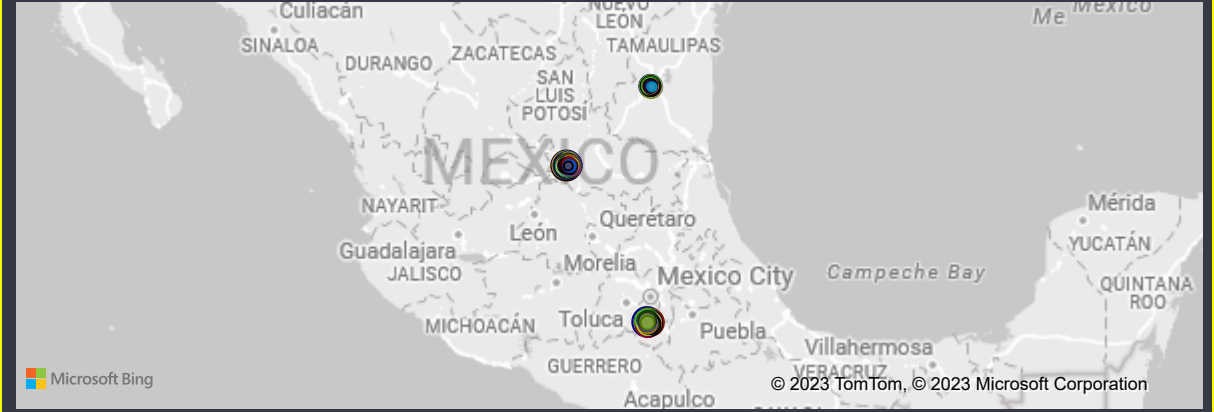 Culiacán
NUEVO
LEÓN
Me México
SINALOA
DURANGO
ZACATECAS
TAMAULIPAS
SAN
LUIS
POTOSÍ
MEXICO
NAYARIT
León
Querétaro
Mérida
Guadalajara
JALISCO
Morelia
Mexico City
Campeche Bay
YUCATÁN
QUINTANA
ROO
MICHOACÁN
Toluca
Puebla
GUERRERO
Villahermosa
VERACRUZ
Acapulco
Microsoft Bing
© 2023 TomTom, © 2023 Microsoft Corporation